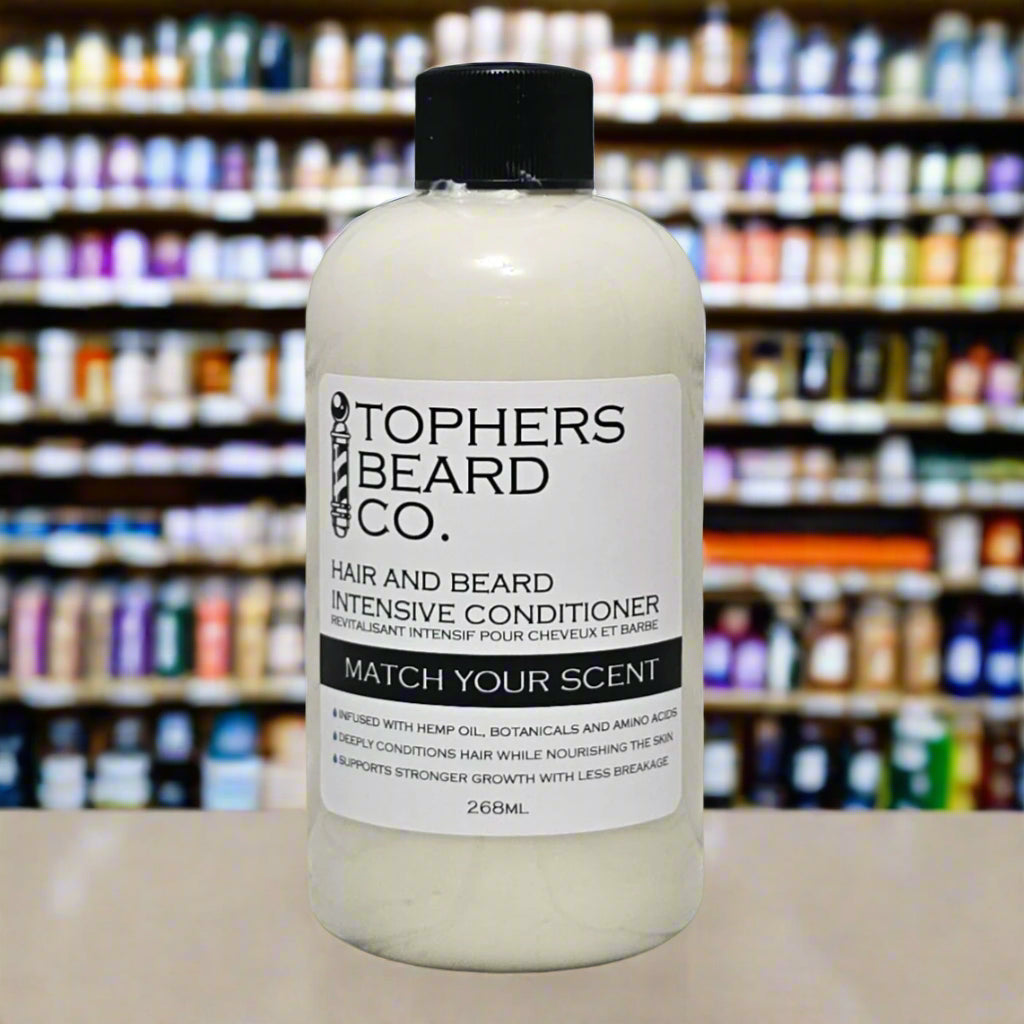 TOPHERS
BEARD
CO.
HAIR AND BEARD
INTENSIVE CONDITIONER
REVITALISANT INTENSIF POUR CHEVEUX ET BARBE
MATCH YOUR SCENT
INFUSED WITH HEMP OIL, BOTANICALS AND AMINO ACIDS
DEEPLY CONDITIONS HAIR WHILE NOURISHING THE SKIN
SUPPORTS STRONGER GROWTH WITH LESS BREAKAGE
268ML